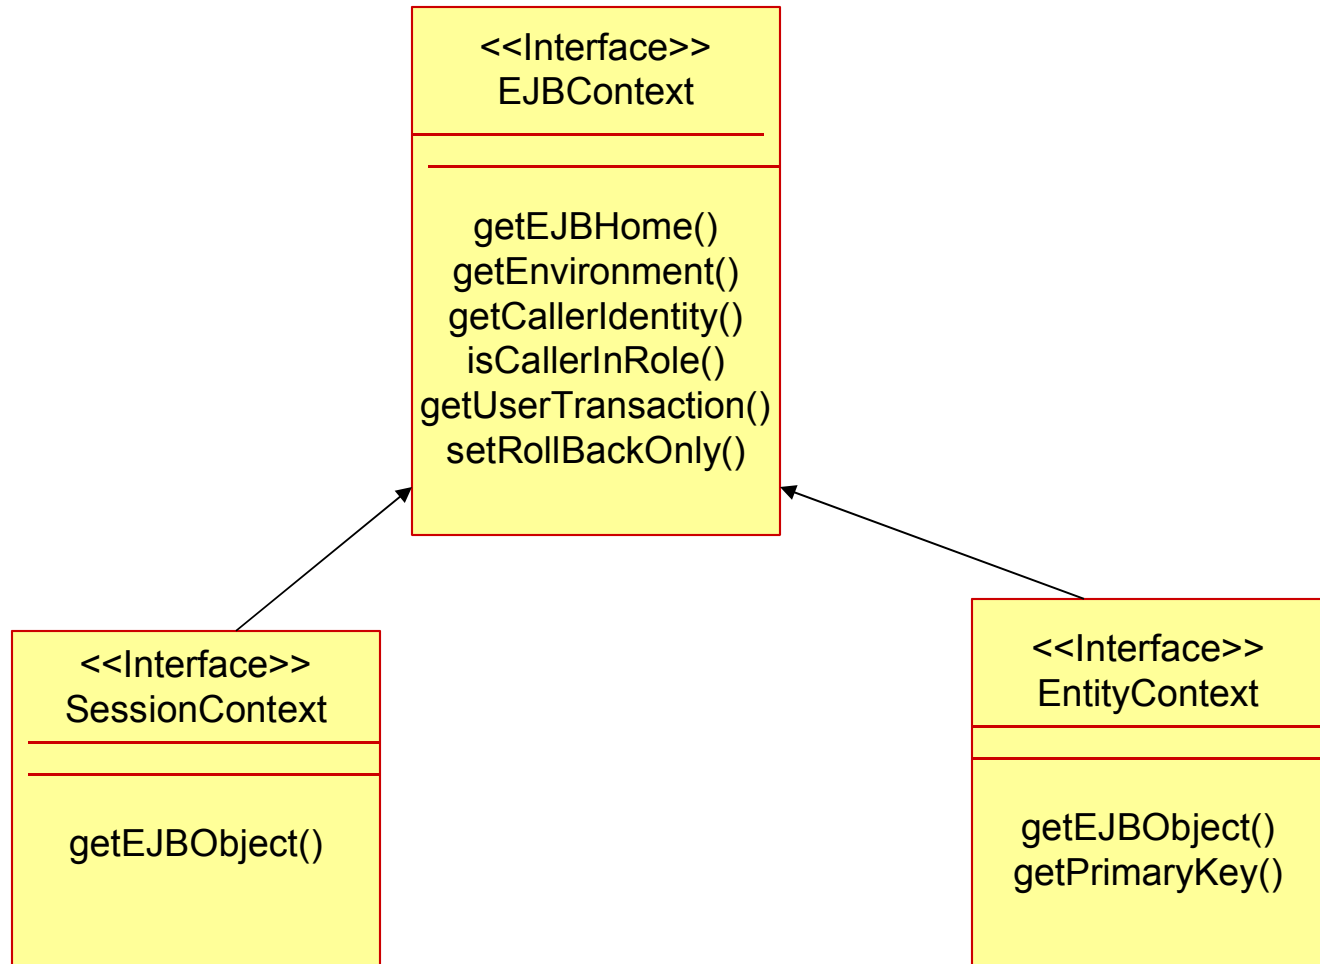 <<Interface>>
EJBContext
getEJBHome()
getEnvironment()
getCallerIdentity()
isCallerInRole()
getUserTransaction()
setRollBackOnly()
<<Interface>>
SessionContext
getEJBObject()
<<Interface>>
EntityContext
getEJBObject()
getPrimaryKey()